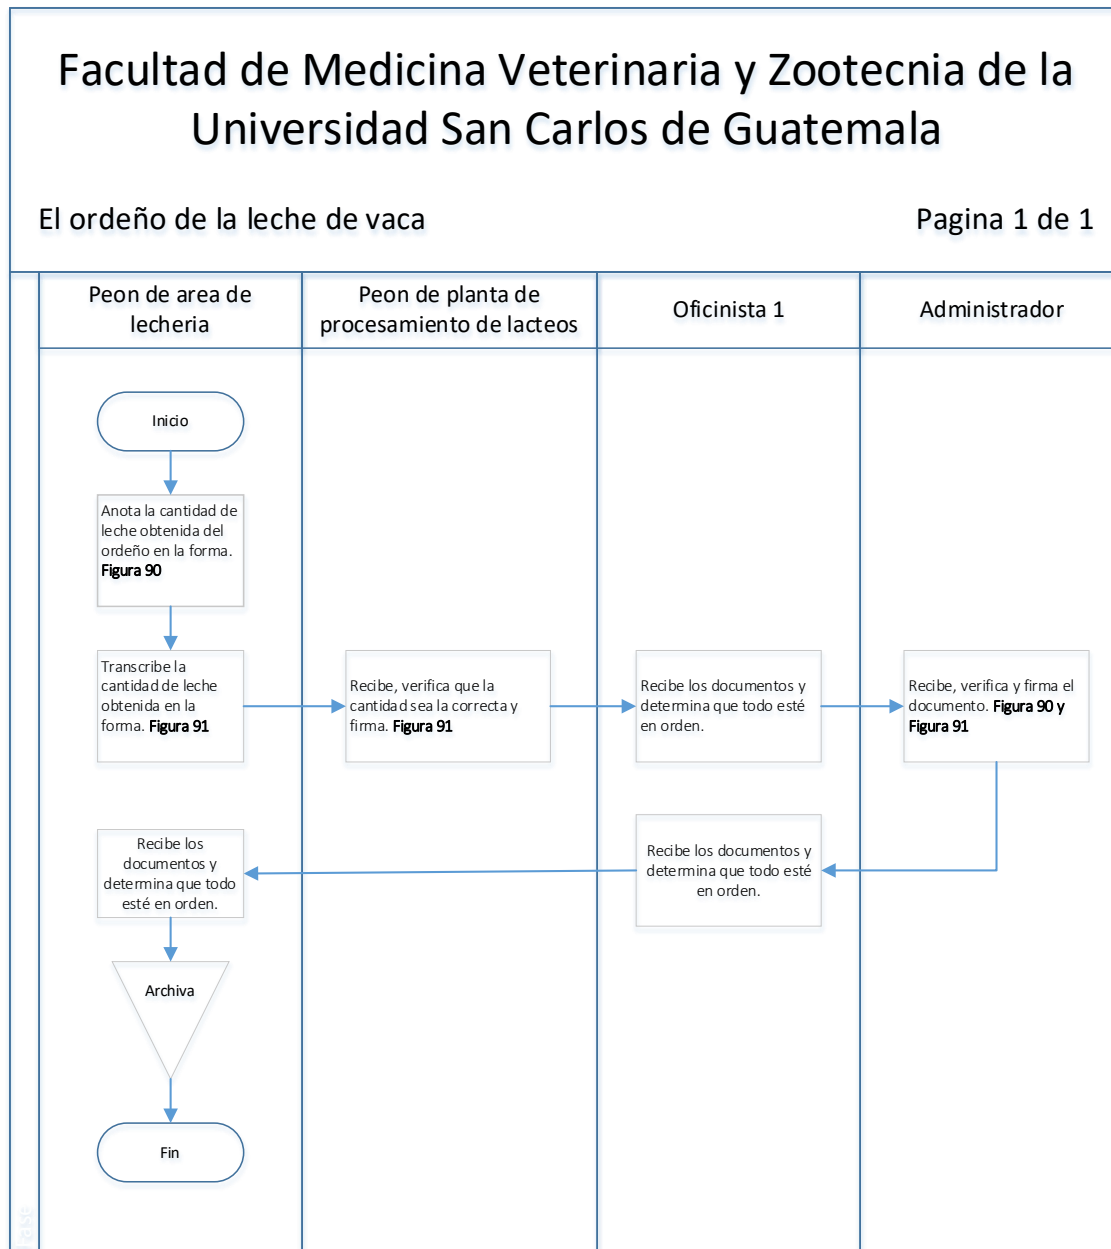 Facultad de Medicina Veterinaria y Zootecnia de la
Universidad San Carlos de Guatemala
El ordeño de la leche de vaca
Pagina 1 de 1
Peon de area de
lecheria
Peon de planta de
procesamiento de lacteos
Oficinista 1
Administrador
Inicio
Anota la cantidad de
leche obtenida del
ordeño en la forma.
Figura 90
Transcribe la
cantidad de leche
obtenida en la
forma. Figura 91
Recibe, verifica que la
cantidad sea la correcta y
firma. Figura 91
Recibe los documentos y
determina que todo esté
en orden.
Recibe, verifica y firma el
documento. Figura 90 y
Figura 91
Recibe los documentos y
determina que todo esté
en orden.
Recibe los
documentos y
determina que todo
esté en orden.
Archiva
Fin
Fase